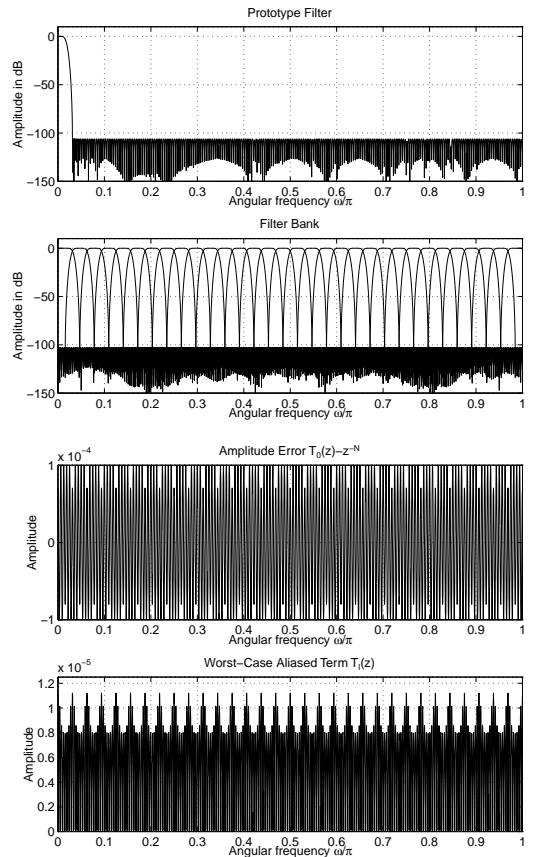 Prototype Filter
0
−50
−100
−150
Amplitude in dB
0 0.1 0.2 0.3 0.4 0.5 0.6 0.7 0.8 0.9 1
Angular frequency ω/π
Filter Bank
0
−50
−100
−150
Amplitude in dB
0 0.1 0.2 0.3 0.4 0.5 0.6 0.7 0.8 0.9 1
Angular frequency ω/π
Amplitude Error T₀(z)−z⁻ᴺ
x 10⁻⁴
1
0
−1
Amplitude
0 0.1 0.2 0.3 0.4 0.5 0.6 0.7 0.8 0.9 1
Angular frequency ω/π
Worst−Case Aliased Term Tₗ(z)
x 10⁻⁵
1.2
1
0.8
0.6
0.4
0.2
0
Amplitude
0 0.1 0.2 0.3 0.4 0.5 0.6 0.7 0.8 0.9 1
Angular frequency ω/π